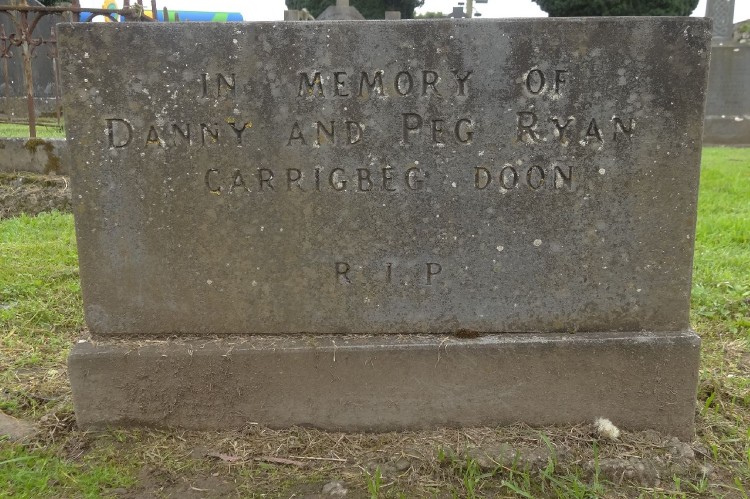 IN MEMORY OF
DANNY AND PEG RYAN
CARRIGBEG DOON
R I P